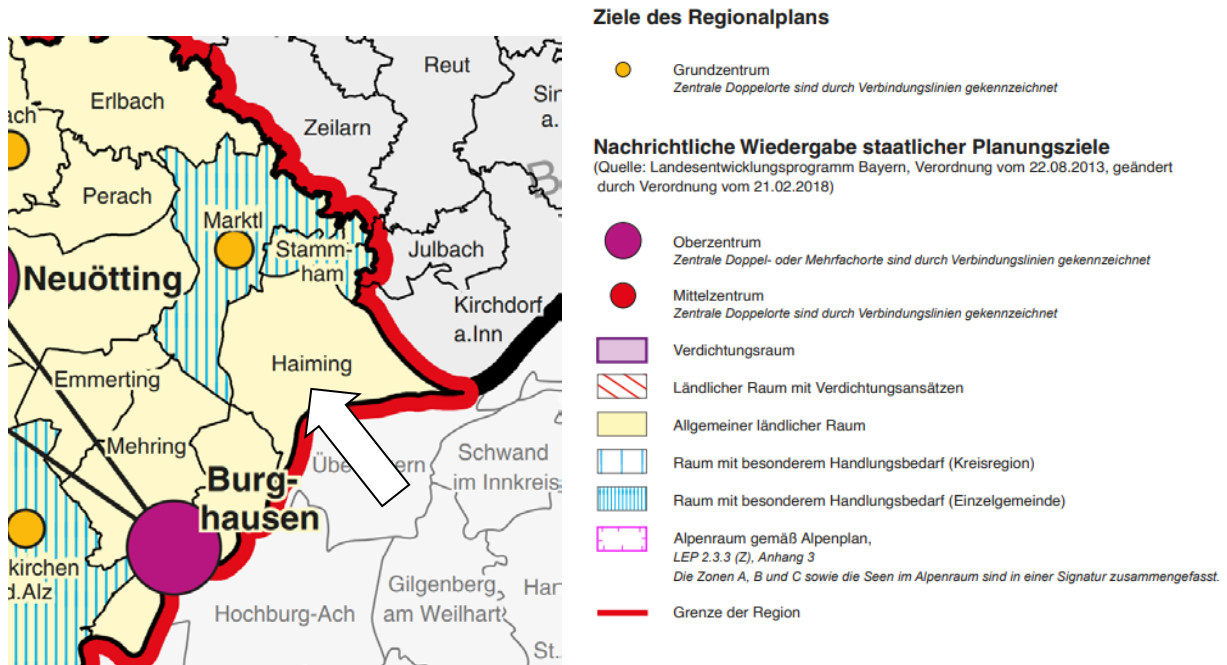 Reut
Erlbach
Zeilarn
Perach
Marktl
Stamm-
ham
Julbach
Neuötting
Kirchdorf
a.Inn
Haiming
Emmerting
Mehring
Schwand
im Innkreis
Burg-
hausen
kirchen
d.Alz
Gilgenberg
am Weilhart
Hochburg-Ach
St.
Ziele des Regionalplans
Grundzentrum
Zentrale Doppelorte sind durch Verbindungslinien gekennzeichnet
Nachrichtliche Wiedergabe staatlicher Planungsziele
(Quelle: Landesentwicklungsprogramm Bayern, Verordnung vom 22.08.2013, geändert
durch Verordnung vom 21.02.2018)
Oberzentrum
Zentrale Doppel- oder Mehrfachorte sind durch Verbindungslinien gekennzeichnet
Mittelzentrum
Zentrale Doppelorte sind durch Verbindungslinien gekennzeichnet
Verdichtungsraum
Ländlicher Raum mit Verdichtungsansätzen
Allgemeiner ländlicher Raum
Raum mit besonderem Handlungsbedarf (Kreisregion)
Raum mit besonderem Handlungsbedarf (Einzelgemeinde)
Alpenraum gemäß Alpenplan,
LEP 2.3.3 (Z), Anhang 3
Die Zonen A, B und C sowie die Seen im Alpenraum sind in einer Signatur zusammengefasst.
Grenze der Region